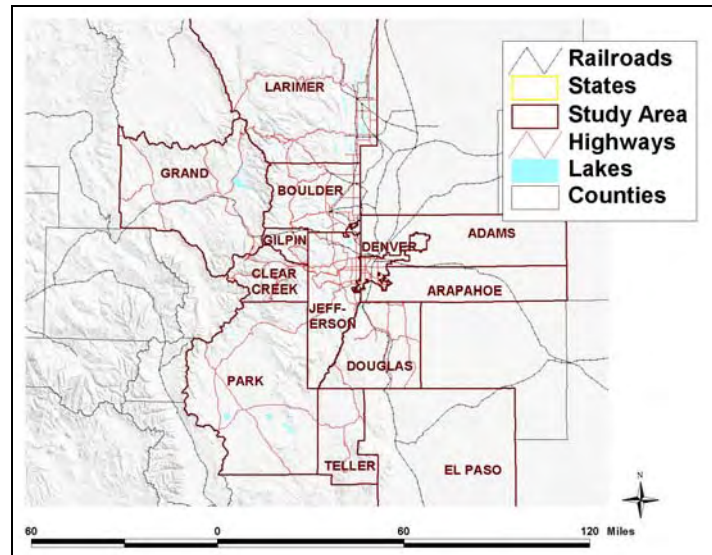 Railroads
States
Study Area
Highways
Lakes
Counties
LARIMER
GRAND
BOULDER
GILPIN
DENVER
ADAMS
CLEAR
CREEK
ARAPAHOE
JEFF-
ERSON
DOUGLAS
PARK
TELLER
EL PASO
N
60 0 60 120 Miles